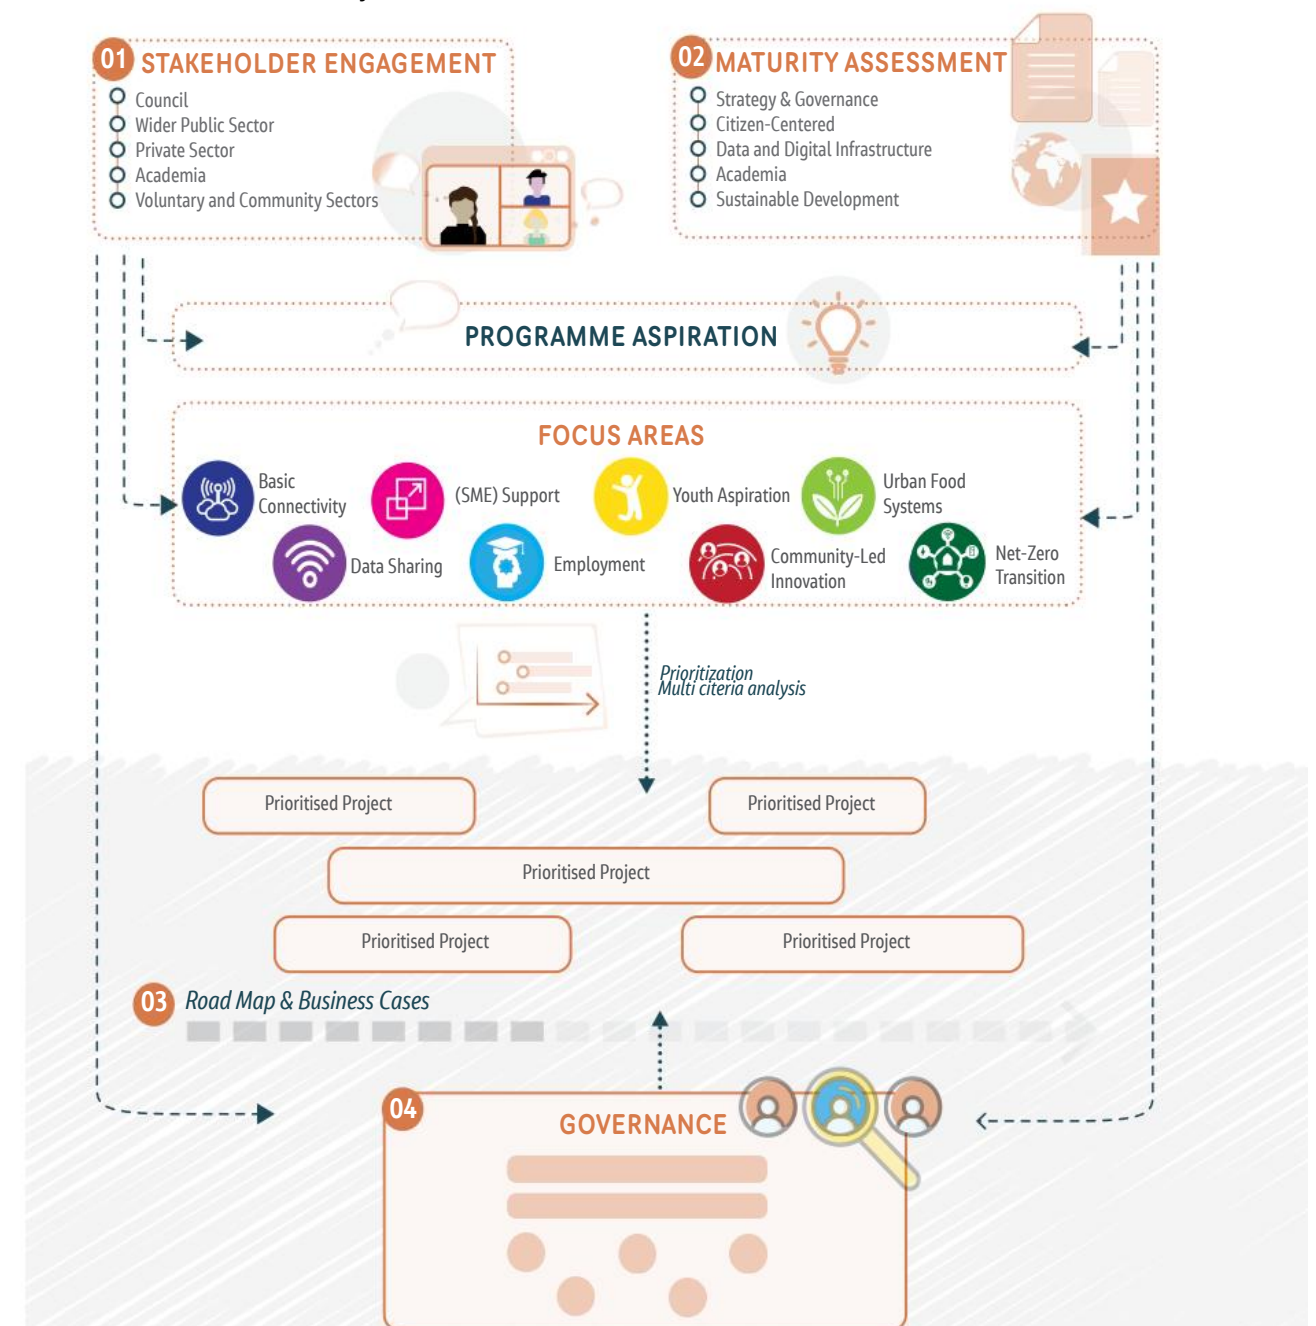 01 STAKEHOLDER ENGAGEMENT
Council
Wider Public Sector
Private Sector
Academia
Voluntary and Community Sectors
02 MATURITY ASSESSMENT
Strategy & Governance
Citizen-Centered
Data and Digital Infrastructure
Academia
Sustainable Development
PROGRAMME ASPIRATION
FOCUS AREAS
Basic
Connectivity
(SME) Support
Youth Aspiration
Urban Food
Systems
Data Sharing
Employment
Community-Led
Innovation
Net-Zero
Transition
Prioritization
Multi citeria analysis
Prioritised Project
Prioritised Project
Prioritised Project
Prioritised Project
Prioritised Project
03 Road Map & Business Cases
04
GOVERNANCE